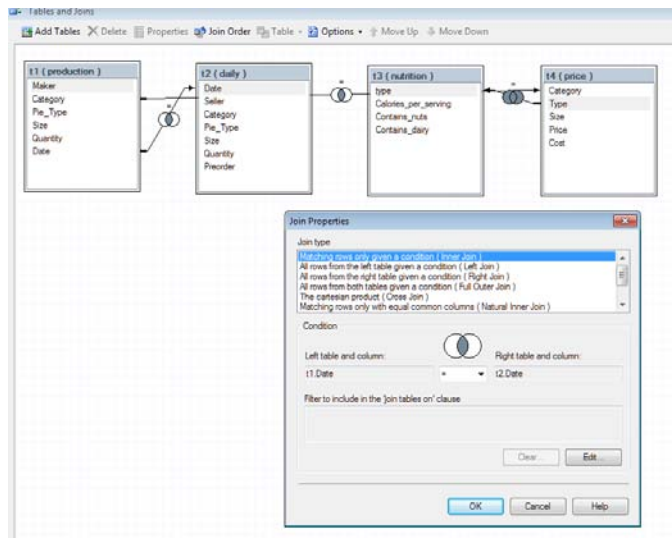 Tables and Joins
Add Tables Delete Properties Join Order Table Options Move Up Move Down
t1 ( production )
Maker
Category
Pie_Type
Size
Quantity
Date
t2 ( daily )
Date
Seller
Category
Pie_Type
Size
Quantity
Preorder
=
=
t3 ( nutrition )
type
Calories_per_serving
Contains_nuts
Contains_dairy
=
t4 ( price )
Category
Type
Size
Price
Cost
Join Properties
Join type
Matching rows only given a condition ( Inner Join )
All rows from the left table given a condition ( Left Join )
All rows from the right table given a condition ( Right Join )
All rows from both tables given a condition ( Full Outer Join )
The cartesian product ( Cross Join )
Matching rows only with equal common columns ( Natural Inner Join )
Condition
Left table and column:
Right table and column:
t1.Date
=
t2.Date
Filter to include in the 'join tables on' clause
Clear...
Edit...
OK
Cancel
Help